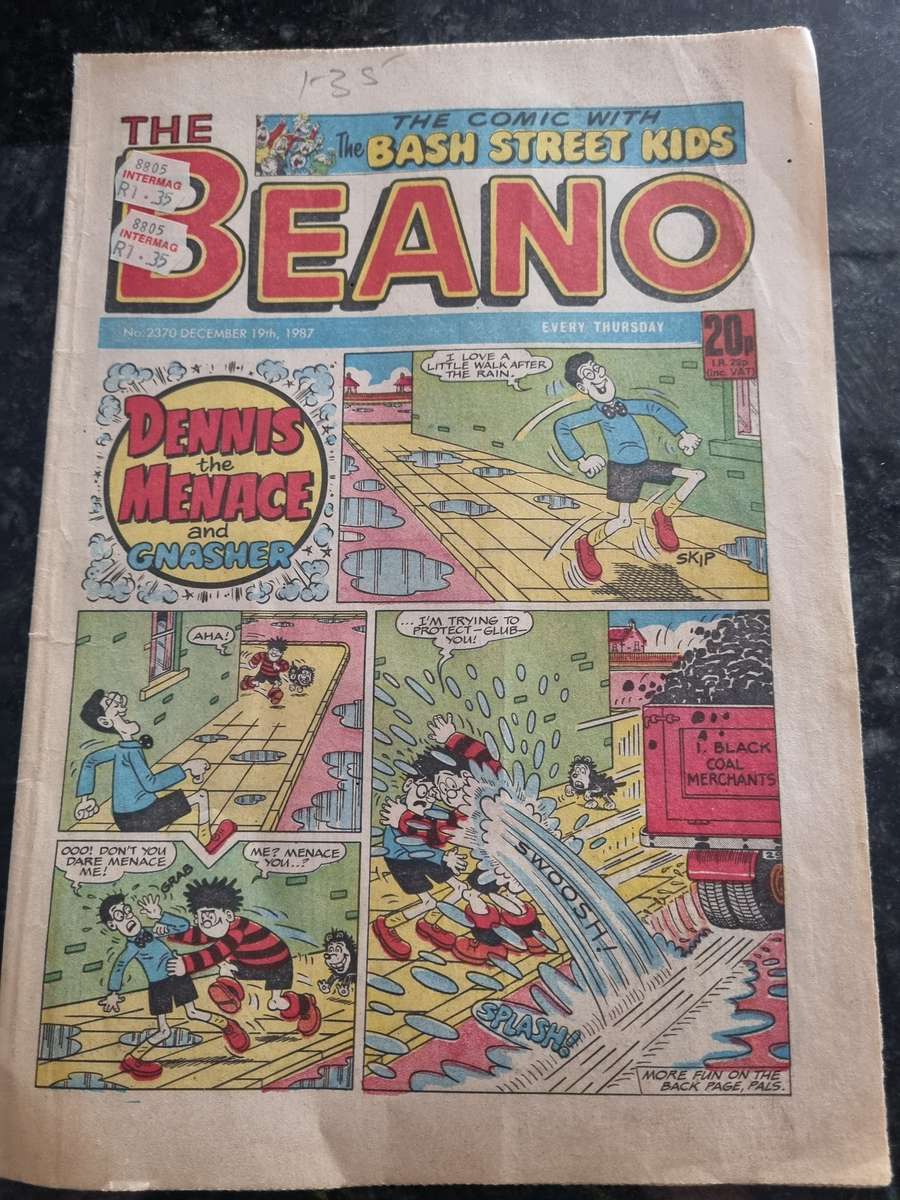 1-35
THE COMIC WITH
The BASH STREET KIDS
THE
BEANO
8805
INTERMAG
R1.35
8805
INTERMAG
R1.35
No. 2370 DECEMBER 19th, 1987
EVERY THURSDAY
20p
I.R. 29p
(inc. VAT)
DENNIS
the
MENACE
and
GNASHER
I LOVE A
LITTLE WALK AFTER
THE RAIN.
SKIP
AHA!
OOO! DON'T YOU
DARE MENACE
ME!
GRAB
ME? MENACE
YOU..?
... I'M TRYING TO
PROTECT-GLUB-
YOU!
SWOOSH!
SPLASH!
I. BLACK
COAL
MERCHANTS
MORE FUN ON THE
BACK PAGE, PALS.